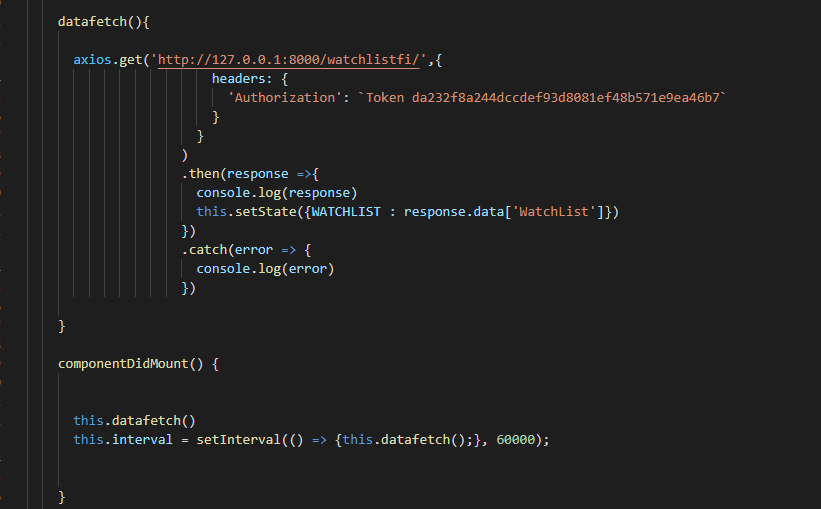 datafetch(){
axios.get('http://127.0.0.1:8000/watchlistfi/',{
headers: {
'Authorization': `Token da232f8a244dccdef93d8081ef48b571e9ea46b7`
}
}
)
.then(response =>{
console.log(response)
this.setState({WATCHLIST : response.data['WatchList']})
})
.catch(error => {
console.log(error)
})
}
componentDidMount() {
this.datafetch()
this.interval = setInterval(() => {this.datafetch();}, 60000);
}